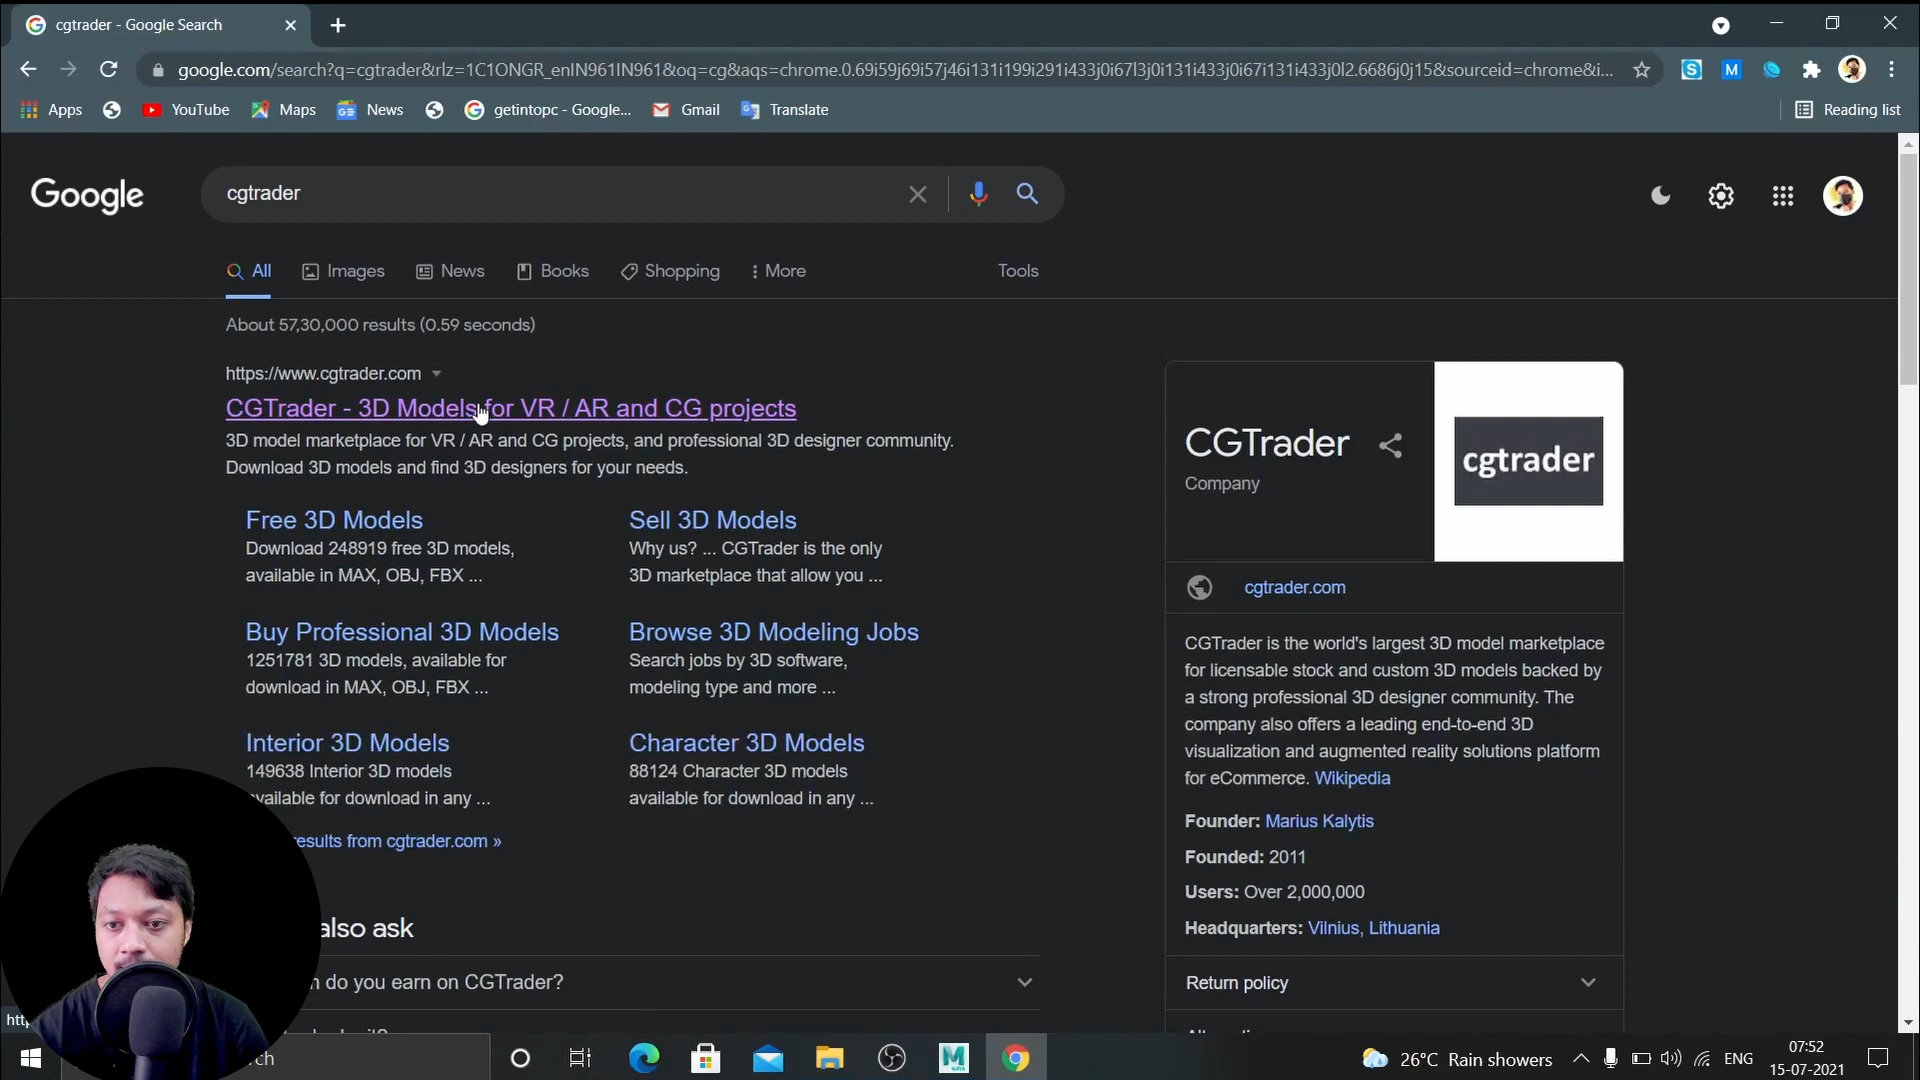 cgtrader - Google Search
google.com/search?q=cgtrader&rlz=1C1ONGR_enIN961IN961&oq=cg&aqs=chrome.0.69i59j69i57j46i131i199i291i433j0i67l3j0i131i433j0i67i131i433j0l2.6686j0j15&sourceid=chrome&i...
Apps YouTube Maps News getintopc - Google... Gmail Translate Reading list
Google cgtrader
All Images News Books Shopping More Tools
About 57,30,000 results (0.59 seconds)
https://www.cgtrader.com
CGTrader - 3D Models for VR / AR and CG projects
3D model marketplace for VR / AR and CG projects, and professional 3D designer community.
Download 3D models and find 3D designers for your needs.
Free 3D Models
Download 248919 free 3D models,
available in MAX, OBJ, FBX ...
Sell 3D Models
Why us? ... CGTrader is the only
3D marketplace that allow you ...
Buy Professional 3D Models
1251781 3D models, available for
download in MAX, OBJ, FBX ...
Browse 3D Modeling Jobs
Search jobs by 3D software,
modeling type and more ...
Interior 3D Models
149638 Interior 3D models
available for download in any ...
Character 3D Models
88124 Character 3D models
available for download in any ...
results from cgtrader.com »
also ask
do you earn on CGTrader?
CGTrader
Company
cgtrader
cgtrader.com
CGTrader is the world's largest 3D model marketplace
for licensable stock and custom 3D models backed by
a strong professional 3D designer community. The
company also offers a leading end-to-end 3D
visualization and augmented reality solutions platform
for eCommerce. Wikipedia
Founder: Marius Kalytis
Founded: 2011
Users: Over 2,000,000
Headquarters: Vilnius, Lithuania
Return policy
26°C Rain showers ENG
07:52
15-07-2021